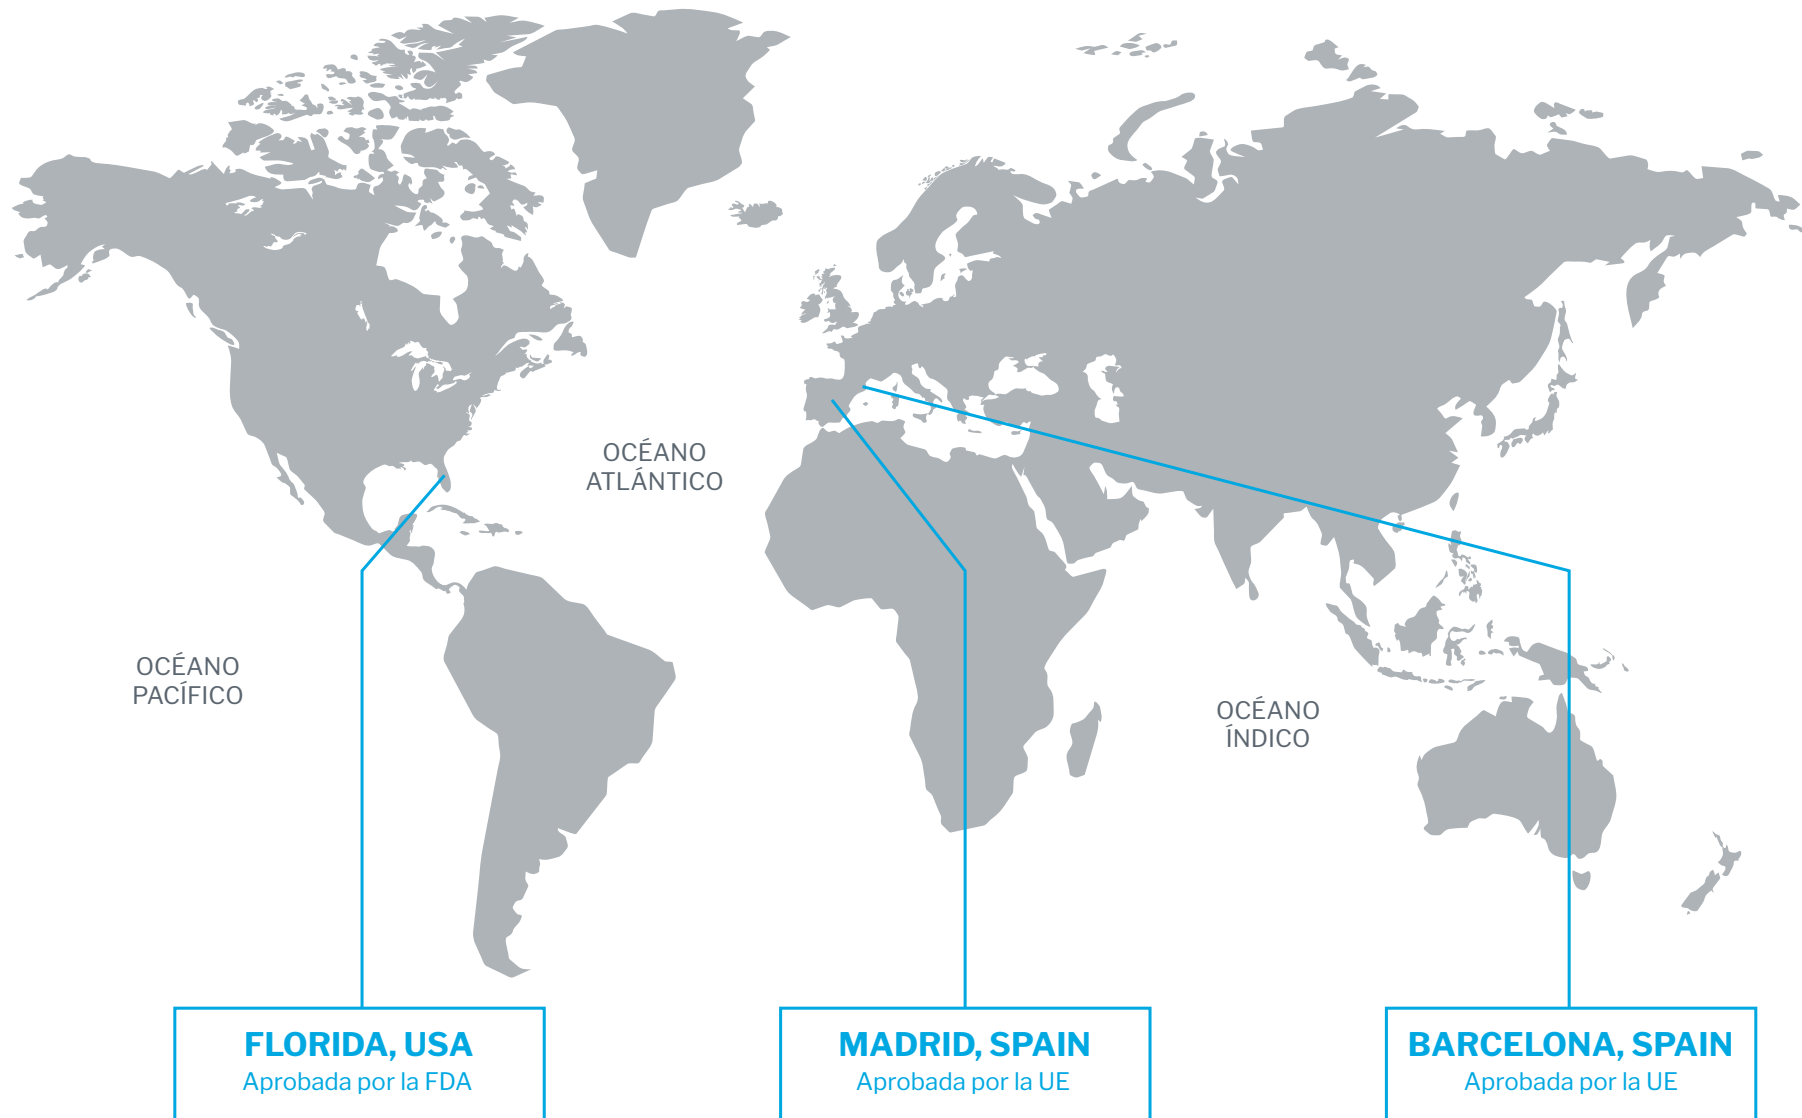 OCÉANO
ATLÁNTICO
OCÉANO
PACÍFICO
OCÉANO
ÍNDICO
FLORIDA, USA
Aprobada por la FDA
MADRID, SPAIN
Aprobada por la UE
BARCELONA, SPAIN
Aprobada por la UE